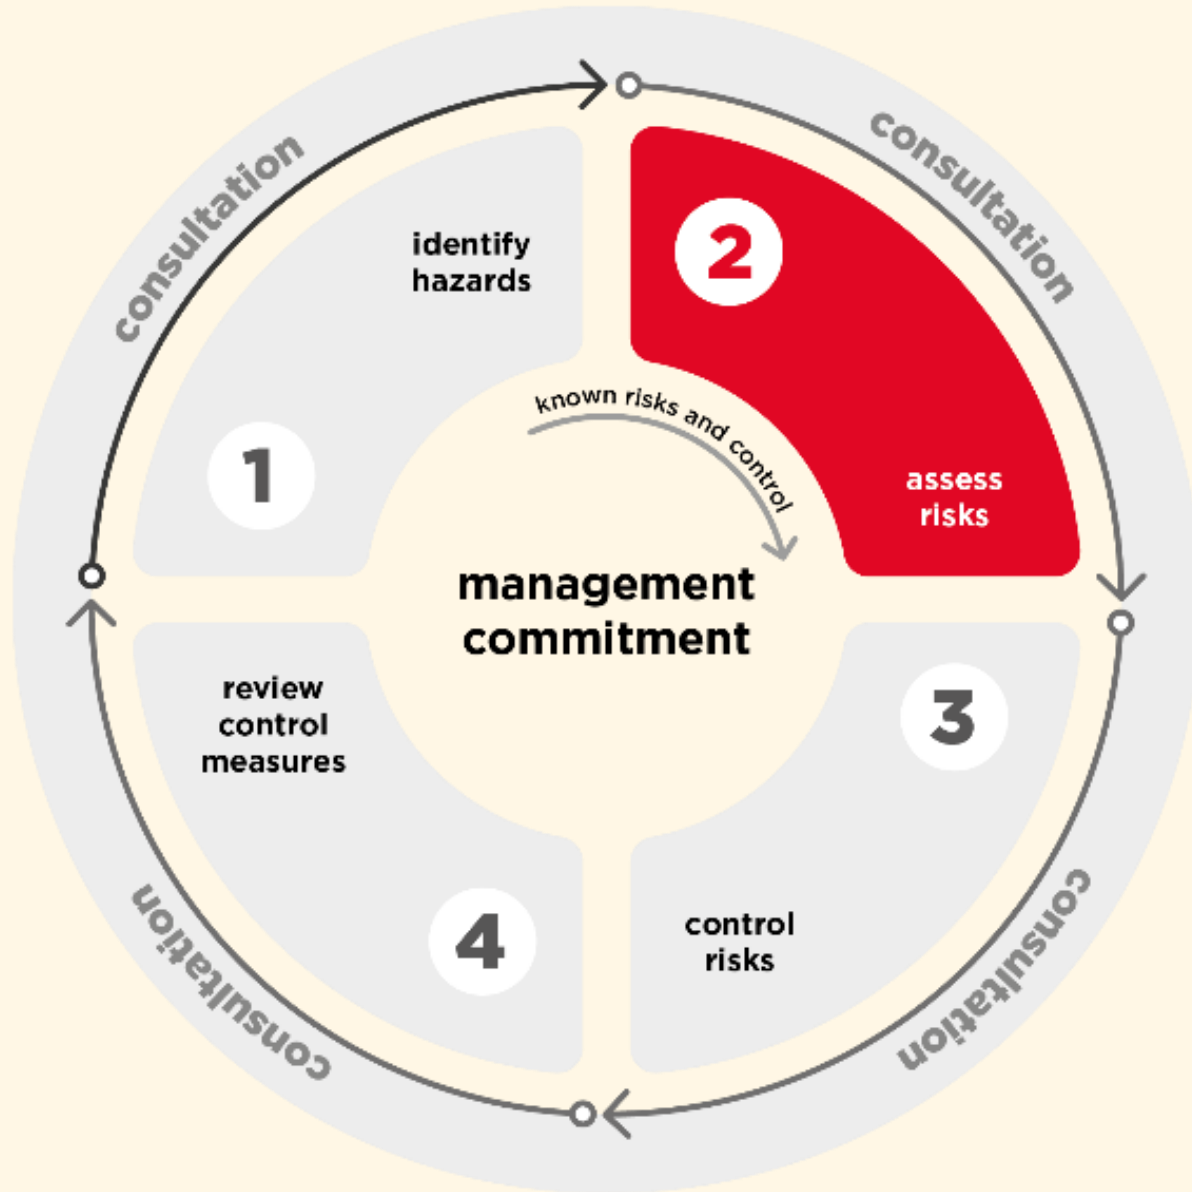 consultation
consultation
1
identify
hazards
2
assess
risks
known risks and control
management
commitment
3
control
risks
4
review
control
measures
consultation
consultation